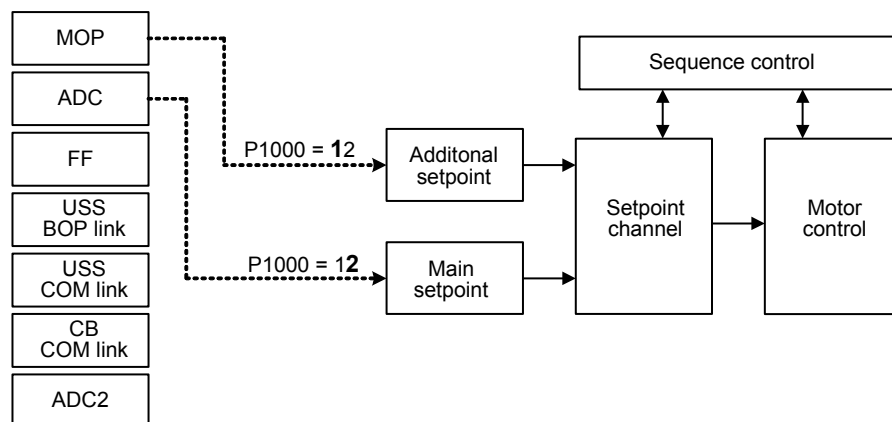 MOP
ADC
FF
USS
BOP link
USS
COM link
CB
COM link
ADC2
P1000 = 12
P1000 = 12
Additonal
setpoint
Main
setpoint
Sequence control
Setpoint
channel
Motor
control